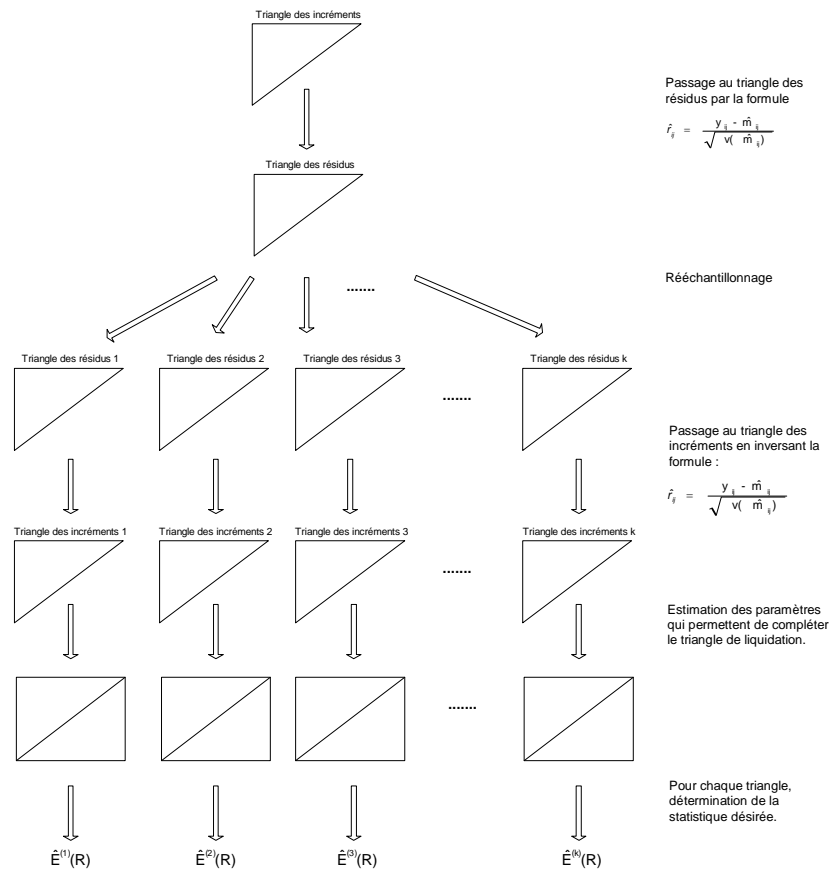 Triangle des incréments
Passage au triangle des
résidus par la formule
r̂ij = y ij - m̂ ij / √ v( m̂ ij)
Triangle des résidus
.......
Rééchantillonnage
Triangle des résidus 1 Triangle des résidus 2 Triangle des résidus 3 Triangle des résidus k
.......
Passage au triangle des
incréments en inversant la
formule :
r̂ij = y ij - m̂ ij / √ v( m̂ ij)
Triangle des incréments 1 Triangle des incréments 2 Triangle des incréments 3 Triangle des incréments k
.......
Estimation des paramètres
qui permettent de compléter
le triangle de liquidation.
.......
Pour chaque triangle,
détermination de la
statistique désirée.
Ê(1)(R) Ê(2)(R) Ê(3)(R) Ê(k)(R)